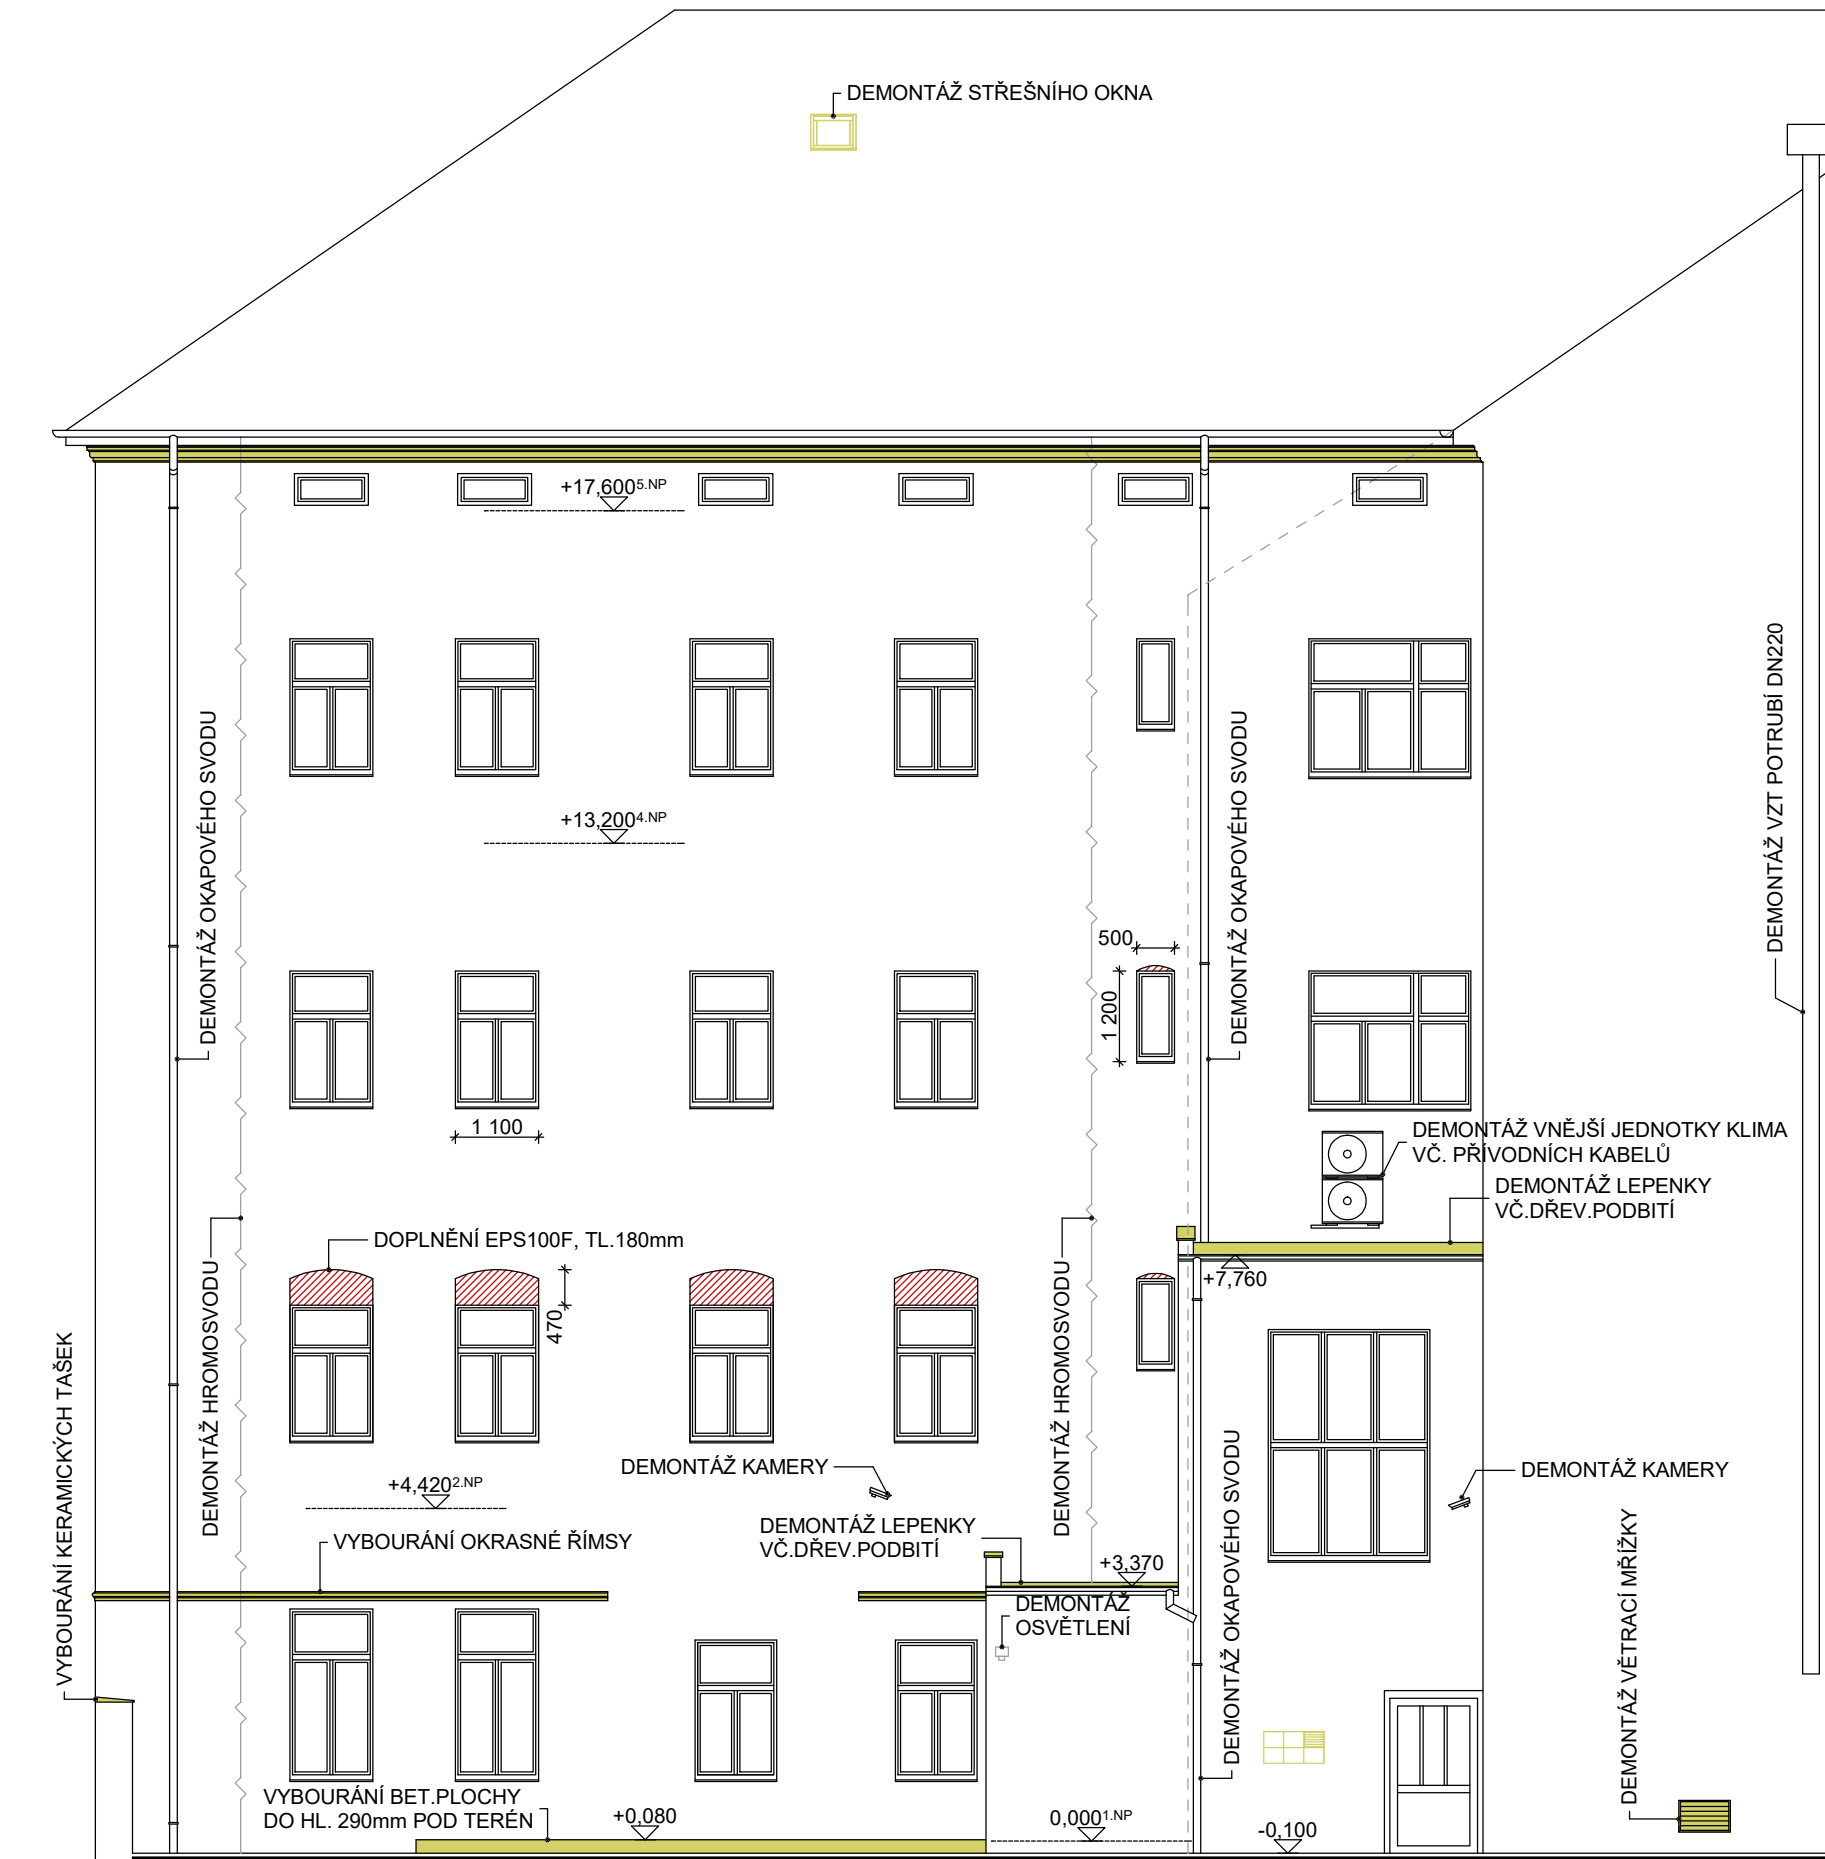 DEMONTÁŽ STŘEŠNÍHO OKNA
+17,600 5.NP
DEMONTÁŽ OKAPOVÉHO SVODU
DEMONTÁŽ OKAPOVÉHO SVODU
DEMONTÁŽ VZT POTRUBÍ DN220
+13,200 4.NP
500
1 200
1 100
DEMONTÁŽ VNĚJŠÍ JEDNOTKY KLIMA
VČ. PŘÍVODNÍCH KABELŮ
DEMONTÁŽ LEPENKY
VČ.DŘEV.PODBITÍ
DOPLNĚNÍ EPS100F, TL.180mm
DEMONTÁŽ HROMOSVODU
DEMONTÁŽ HROMOSVODU
+7,760
470
VYBOURÁNÍ KERAMICKÝCH TAŠEK
DEMONTÁŽ KAMERY
DEMONTÁŽ KAMERY
+4,420 2.NP
DEMONTÁŽ OKAPOVÉHO SVODU
VYBOURÁNÍ OKRASNÉ ŘÍMSY
DEMONTÁŽ LEPENKY
VČ.DŘEV.PODBITÍ
+3,370
DEMONTÁŽ
OSVĚTLENÍ
DEMONTÁŽ VĚTRACÍ MŘÍŽKY
VYBOURÁNÍ BET.PLOCHY
DO HL. 290mm POD TERÉN
+0,080
0,000 1.NP
-0,100